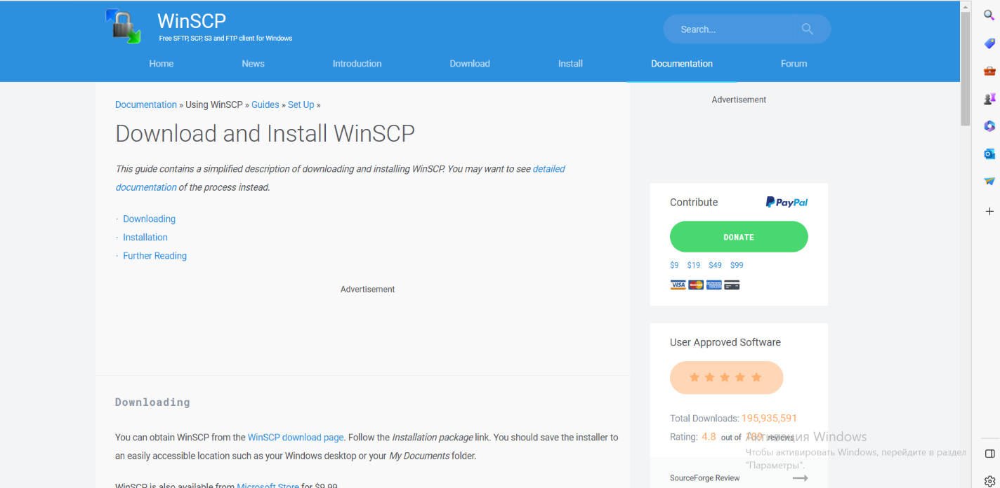 WinSCP
Free SFTP, SCP, S3 and FTP client for Windows
Search...
Home News Introduction Download Install Documentation Forum
Documentation » Using WinSCP » Guides » Set Up »
Download and Install WinSCP
This guide contains a simplified description of downloading and installing WinSCP. You may want to see detailed
documentation of the process instead.
· Downloading
· Installation
· Further Reading
Advertisement
Downloading
You can obtain WinSCP from the WinSCP download page. Follow the Installation package link. You should save the installer to
an easily accessible location such as your Windows desktop or your My Documents folder.
WinSCP is also available from Microsoft Store for $9.99
Advertisement
Contribute PayPal
DONATE
$9 $19 $49 $99
VISA
User Approved Software
Total Downloads: 195,935,591
Rating: 4.8 out of 189 reviews
SourceForge Review
Активация Windows
Чтобы активировать Windows, перейдите в раздел
"Параметры".